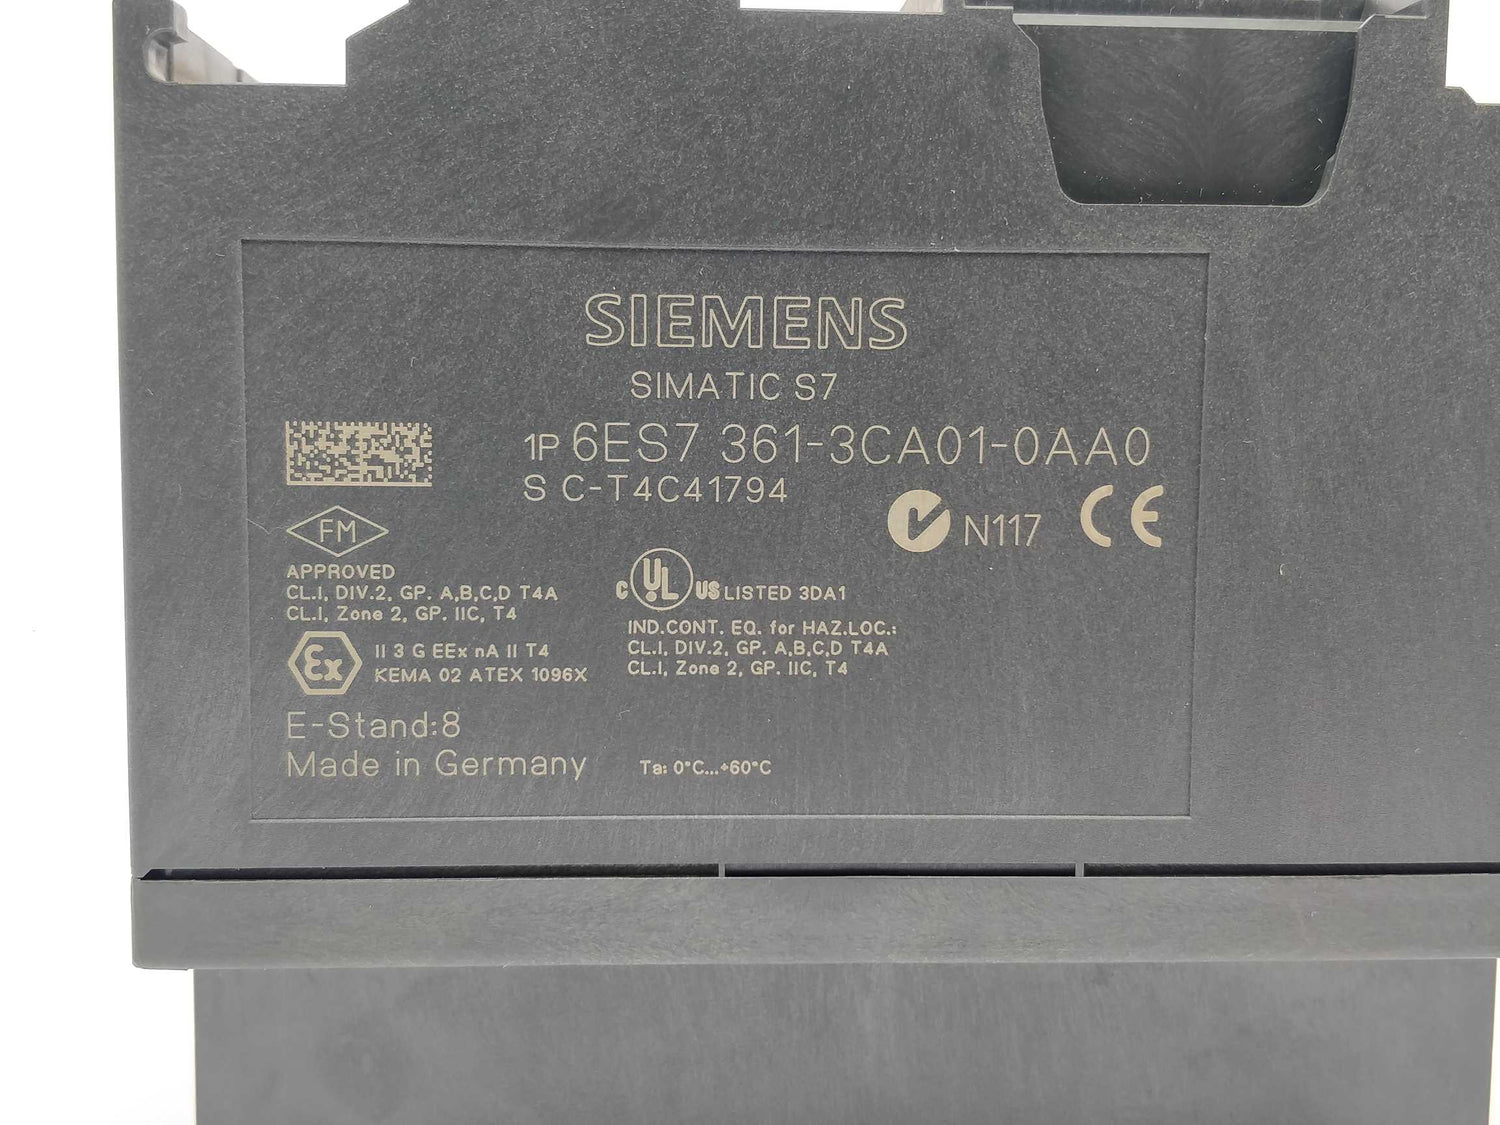 SIEMENS
SIMATIC S7
1P 6ES7 361-3CA01-0AA0
S C-T4C41794
N117 CE
FM
APPROVED
CL.I, DIV.2, GP. A,B,C,D T4A
CL.I, Zone 2, GP. IIC, T4
c UL US LISTED 3DA1
IND.CONT. EQ. for HAZ.LOC.:
CL.I, DIV.2, GP. A,B,C,D T4A
CL.I, Zone 2, GP. IIC, T4
Ex II 3 G EEx nA II T4
KEMA 02 ATEX 1096X
E-Stand:8
Made in Germany
Ta: 0°C...+60°C